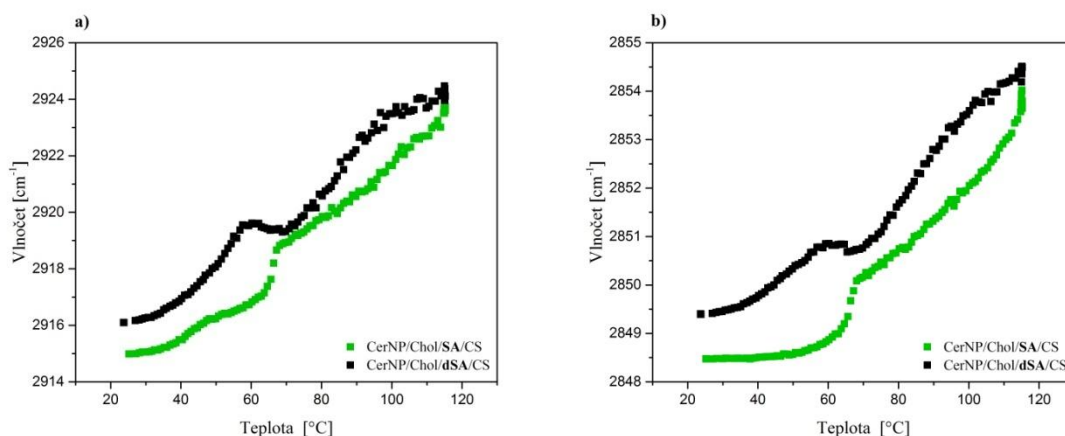 a)
2926
2924
2922
2920
2918
2916
2914
Vlnočet [cm⁻¹]
20 40 60 80 100 120
Teplota [°C]
CerNP/Chol/SA/CS
CerNP/Chol/dSA/CS
b)
2855
2854
2853
2852
2851
2850
2849
2848
Vlnočet [cm⁻¹]
20 40 60 80 100 120
Teplota [°C]
CerNP/Chol/SA/CS
CerNP/Chol/dSA/CS